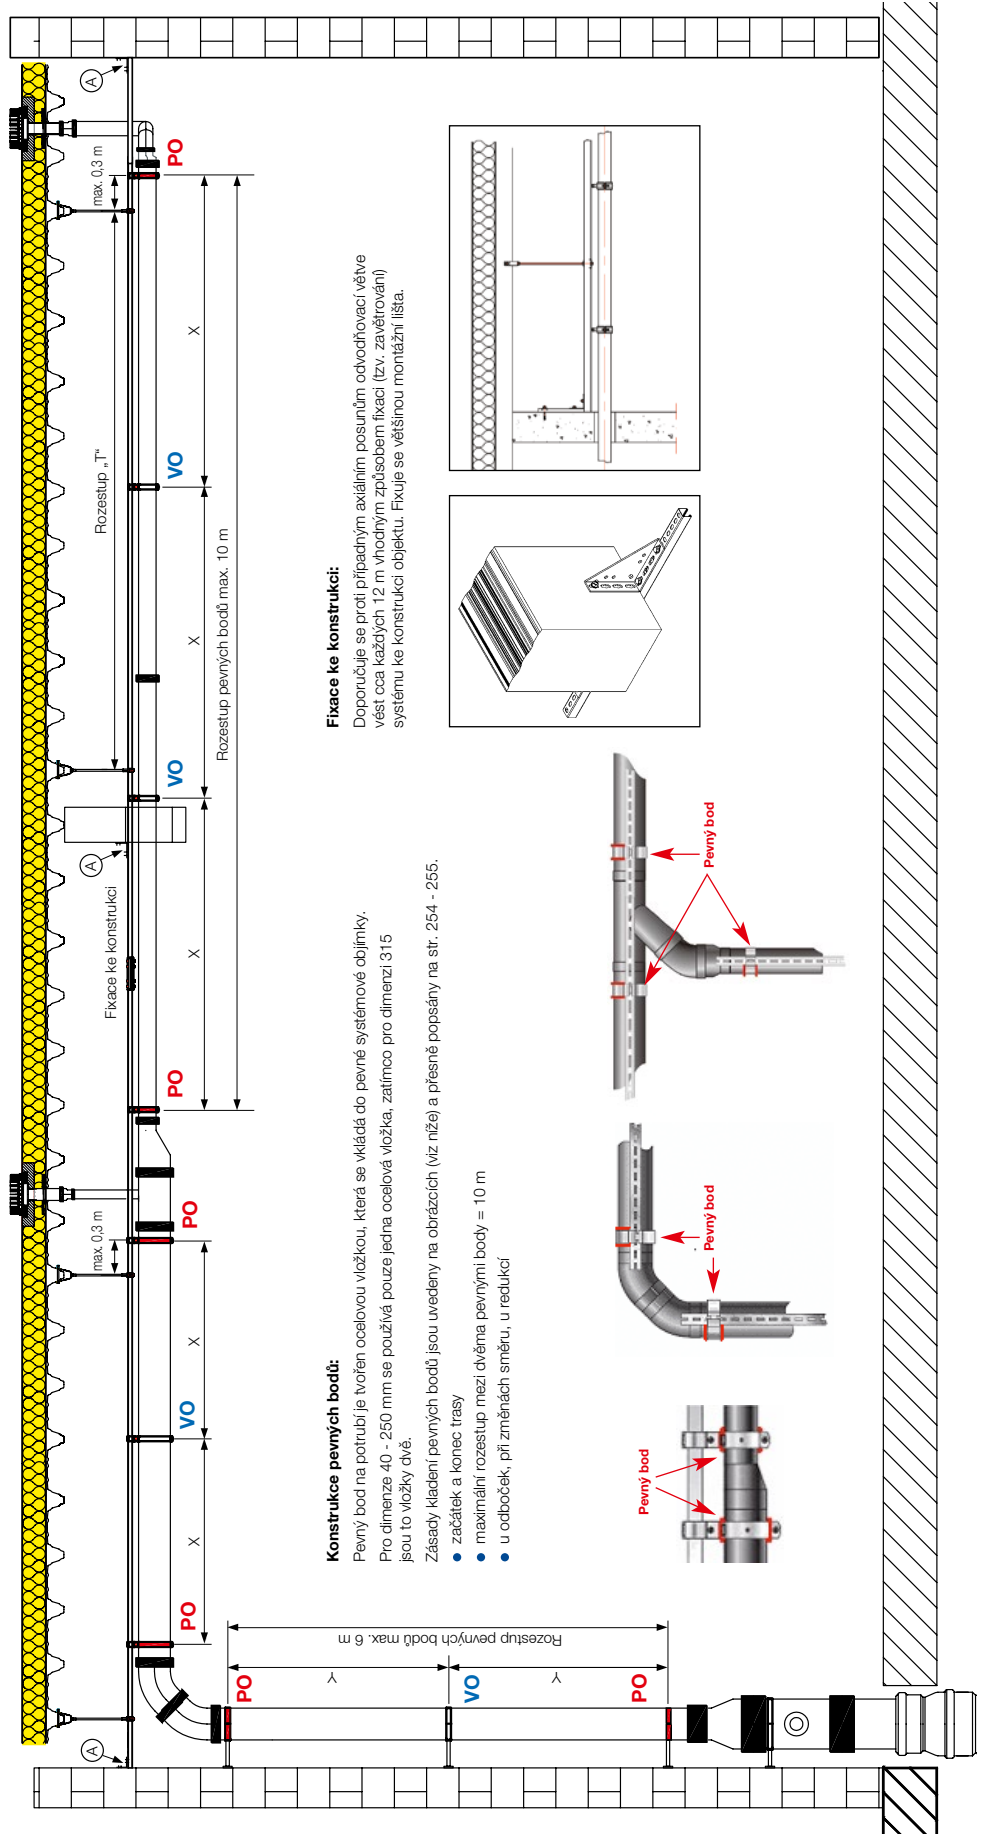 A
max. 0,3 m
Rozestup „T“
A
Fixace ke konstrukci
max. 0,3 m
A
PO
X
VO
X
VO
X
PO
PO
X
VO
X
PO
Rozestup pevných bodů max. 10 m
PO
Y
VO
Y
PO
Rozestup pevných bodů max. 6 m
Konstrukce pevných bodů:
Pevný bod na potrubí je tvořen ocelovou vložkou, která se vkládá do pevné systémové objímky.
Pro dimenze 40 - 250 mm se používá pouze jedna ocelová vložka, zatímco pro dimenzi 315
jsou to vložky dvě.
Zásady kladení pevných bodů jsou uvedeny na obrázcích (viz níže) a přesně popsány na str. 254 - 255.
• začátek a konec trasy
• maximální rozestup mezi dvěma pevnými body = 10 m
• u odboček, při změnách směru, u redukcí
Fixace ke konstrukci:
Doporučuje se proti případným axiálním posunům odvodňovací větve
vést cca každých 12 m vhodným způsobem fixaci (tzv. zavětrování)
systému ke konstrukci objektu. Fixuje se většinou montážní lišta.
Pevný bod
Pevný bod
Pevný bod